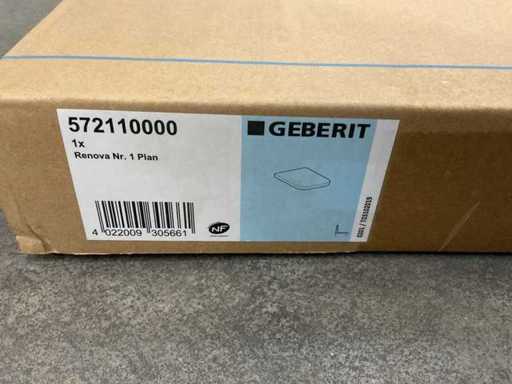 572110000
1x
Renova Nr. 1 Plan
GEBERIT
4 022009 305661
NF